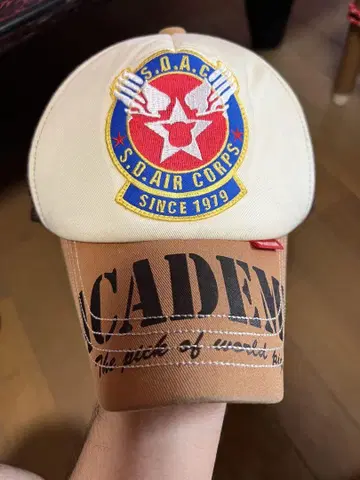 S.D.A.C
S.D. AIR CORPS
SINCE 1979
ACADEM
The pick of world